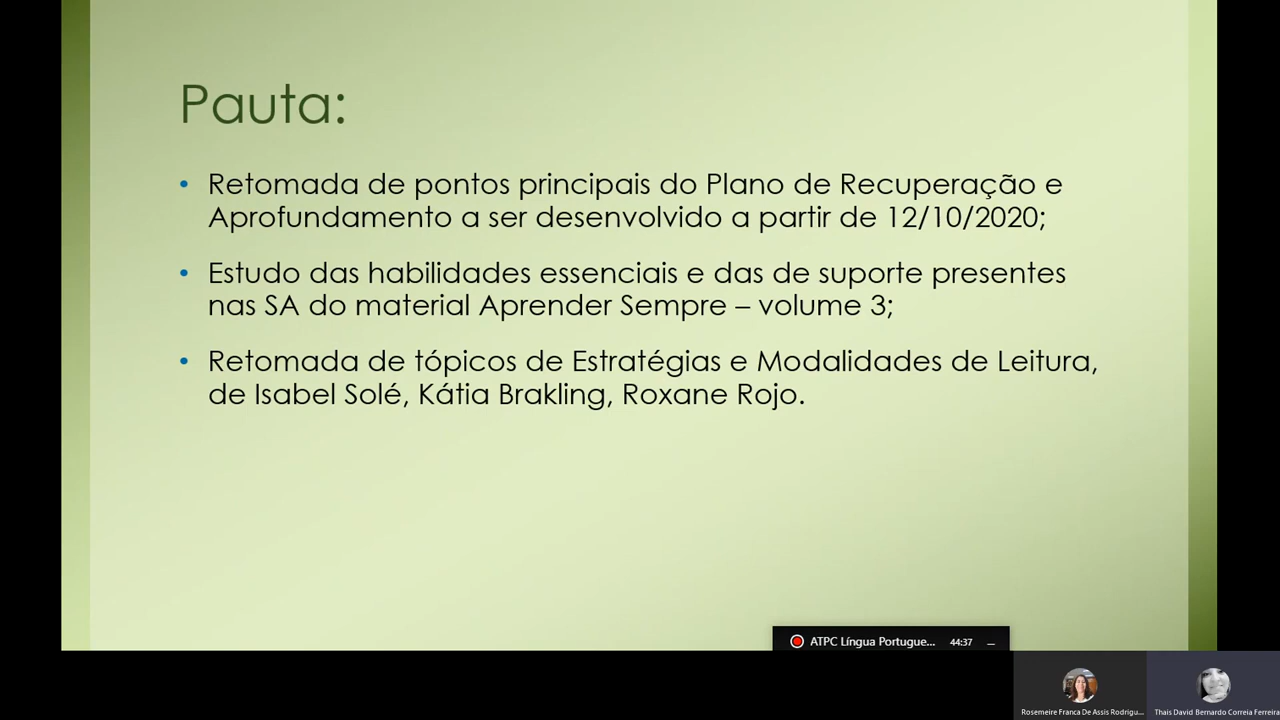 Pauta:
• Retomada de pontos principais do Plano de Recuperação e
Aprofundamento a ser desenvolvido a partir de 12/10/2020;
• Estudo das habilidades essenciais e das de suporte presentes
nas SA do material Aprender Sempre – volume 3;
• Retomada de tópicos de Estratégias e Modalidades de Leitura,
de Isabel Solé, Kátia Brakling, Roxane Rojo.
ATPC Língua Portugue... 44:37
Rosemeire Franca De Assis Rodrigu... Thais David Bernardo Correia Ferreira